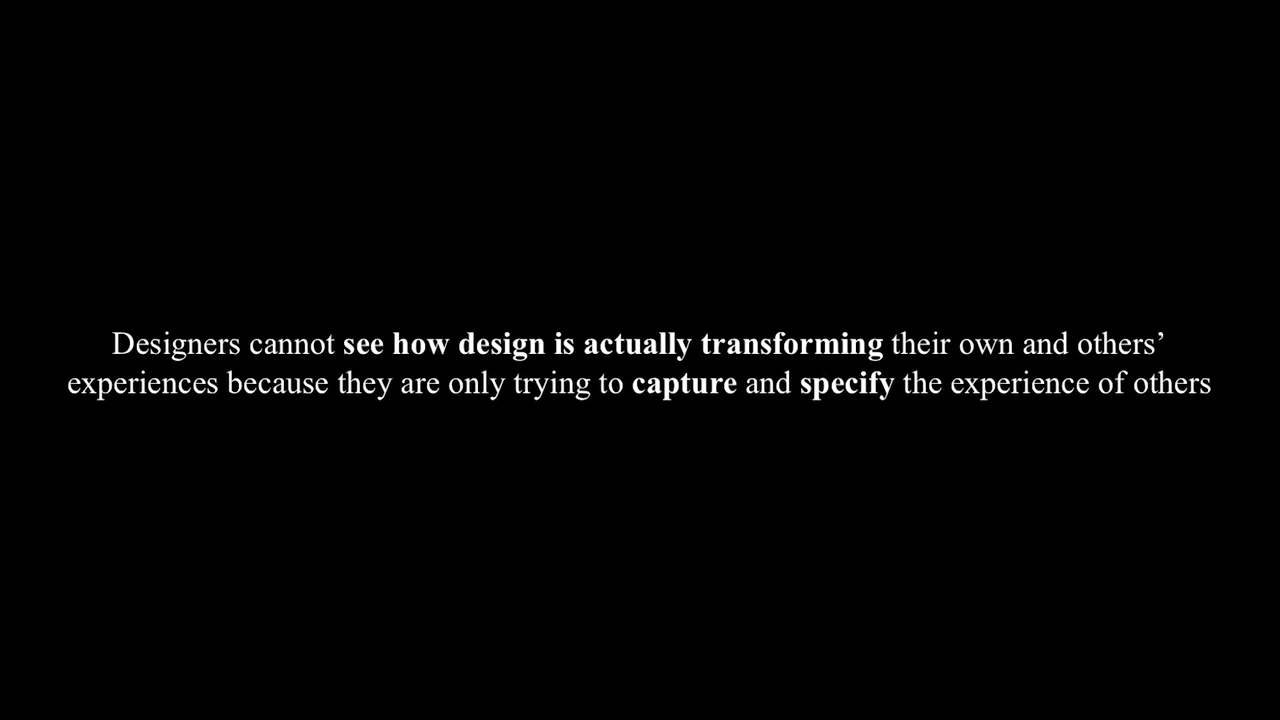 Designers cannot see how design is actually transforming their own and others’
experiences because they are only trying to capture and specify the experience of others